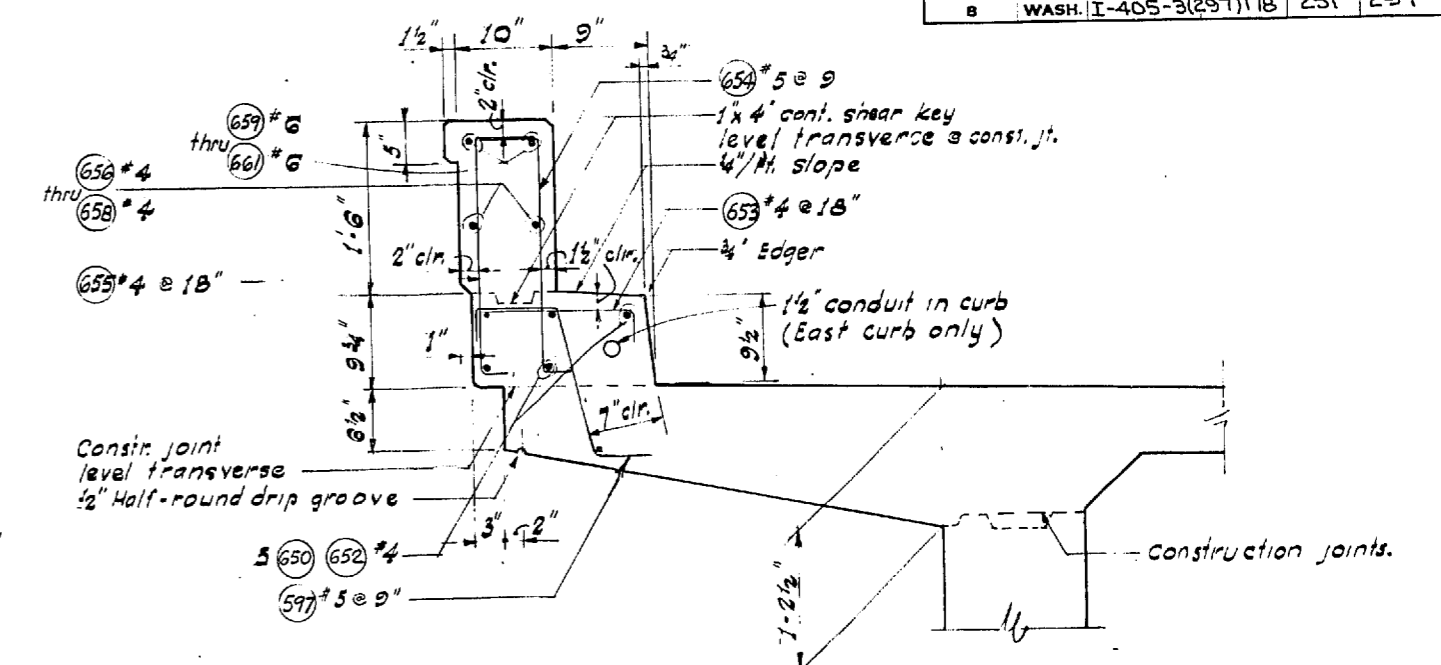 B WASH. I-405-3(297)118 231
1½" 10" 9" ¾"
2" clr.
654 #5 @ 9
1"x 4" cont. shear key
level transverse @ const. jt.
¼"/ft. slope
659 #6
thru
661 #6
5"
656 #4
thru
658 #4
1'-6"
653 #4 @ 18"
¾" Edger
2" clr.
1½" clr.
655 #4 @ 18"
1½" conduit in curb
(East curb only)
9¾"
1"
9½"
6½"
7" clr.
Constr. joint
level transverse
½" Half-round drip groove
3" 2"
5 650 652 #4
597 #5 @ 9"
1-2½"
Construction joints.